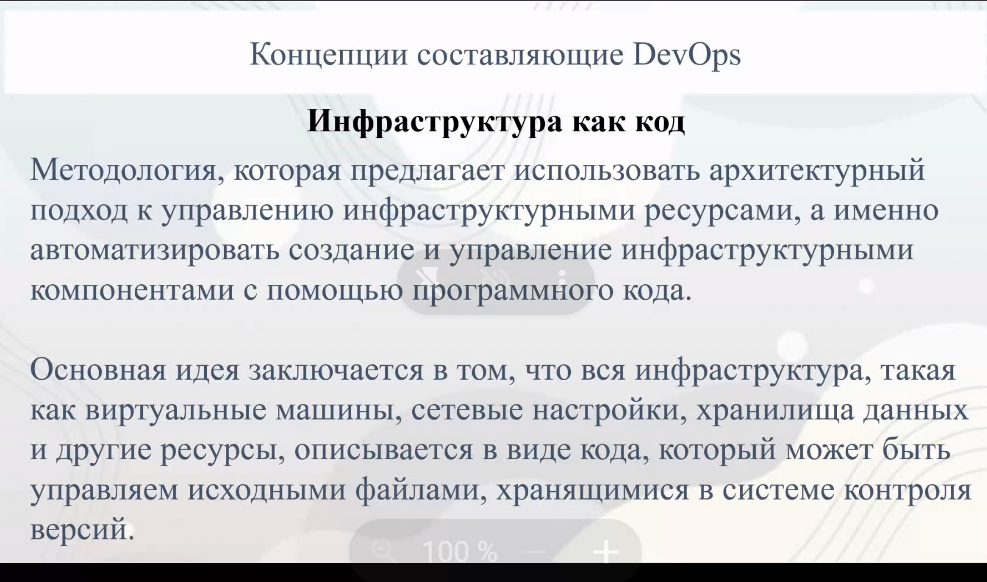 Концепции составляющие DevOps
Инфраструктура как код
Методология, которая предлагает использовать архитектурный
подход к управлению инфраструктурными ресурсами, а именно
автоматизировать создание и управление инфраструктурными
компонентами с помощью программного кода.
Основная идея заключается в том, что вся инфраструктура, такая
как виртуальные машины, сетевые настройки, хранилища данных
и другие ресурсы, описывается в виде кода, который может быть
управляем исходными файлами, хранящимися в системе контроля
версий.
100 %